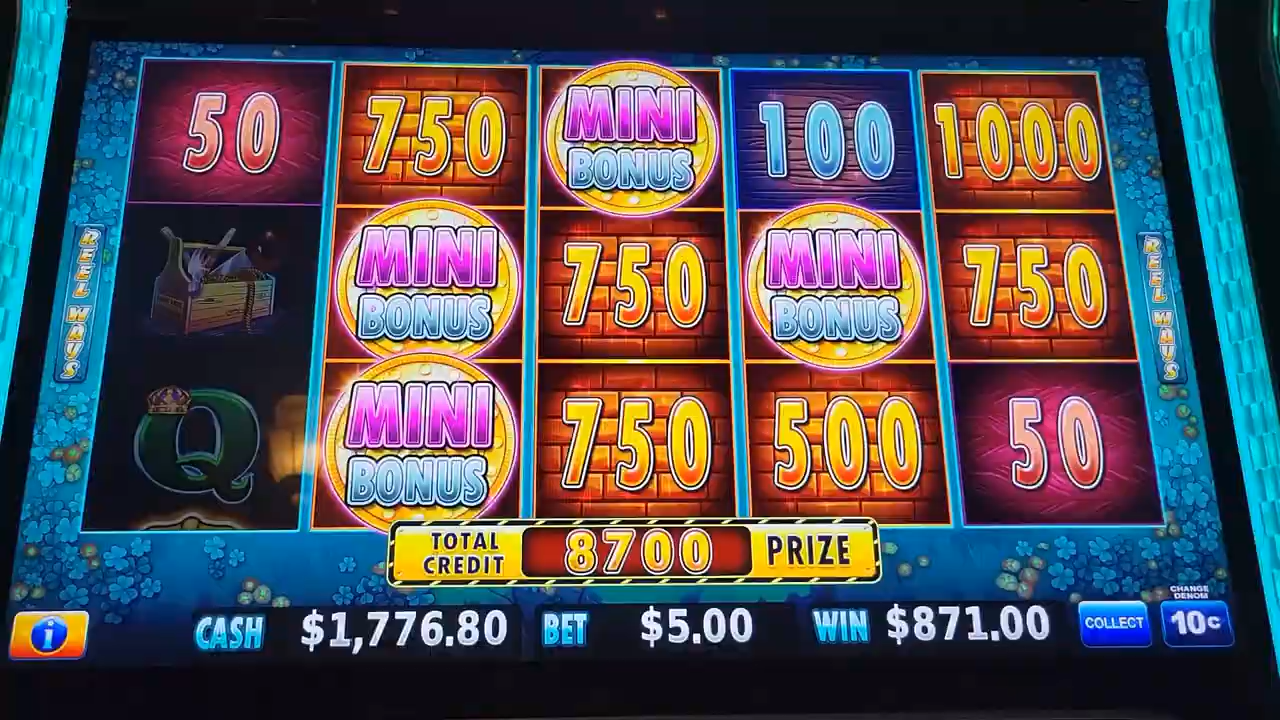 50 750 MINI BONUS 100 1000
REEL WAYS
MINI BONUS 750 MINI BONUS 750
REEL WAYS
Q MINI BONUS 750 500 50
TOTAL CREDIT 8700 PRIZE
CHANGE DENOM
i CASH $1,776.80 BET $5.00 WIN $871.00 COLLECT 10¢